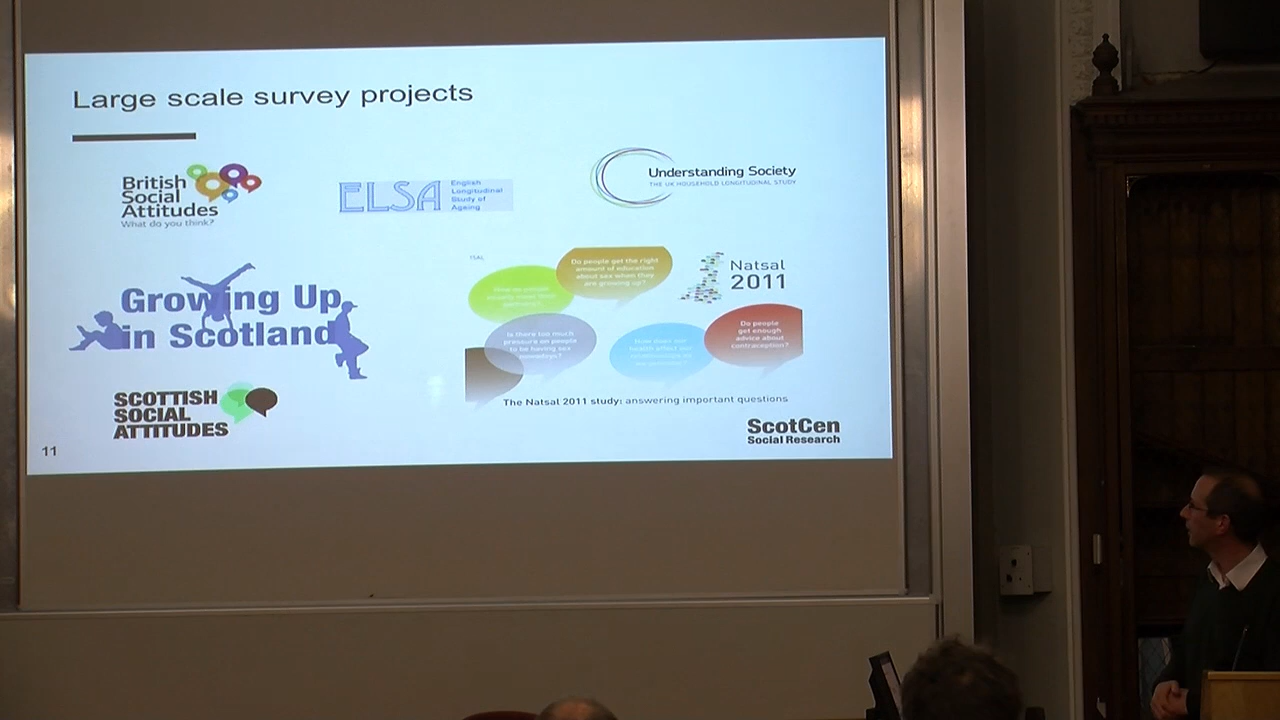 Large scale survey projects
British
Social
Attitudes
What do you think?
ELSA
English
Longitudinal
Study of
Ageing
Understanding Society
THE UK HOUSEHOLD LONGITUDINAL STUDY
Growing Up
in Scotland
Do people get the right
amount of education
about sex when they
are growing up?
Natsal
2011
Is there too much
pressure on people
to be having sex
nowadays?
Do people
get enough
advice about
contraception?
The Natsal 2011 study: answering important questions
SCOTTISH
SOCIAL
ATTITUDES
ScotCen
Social Research
11